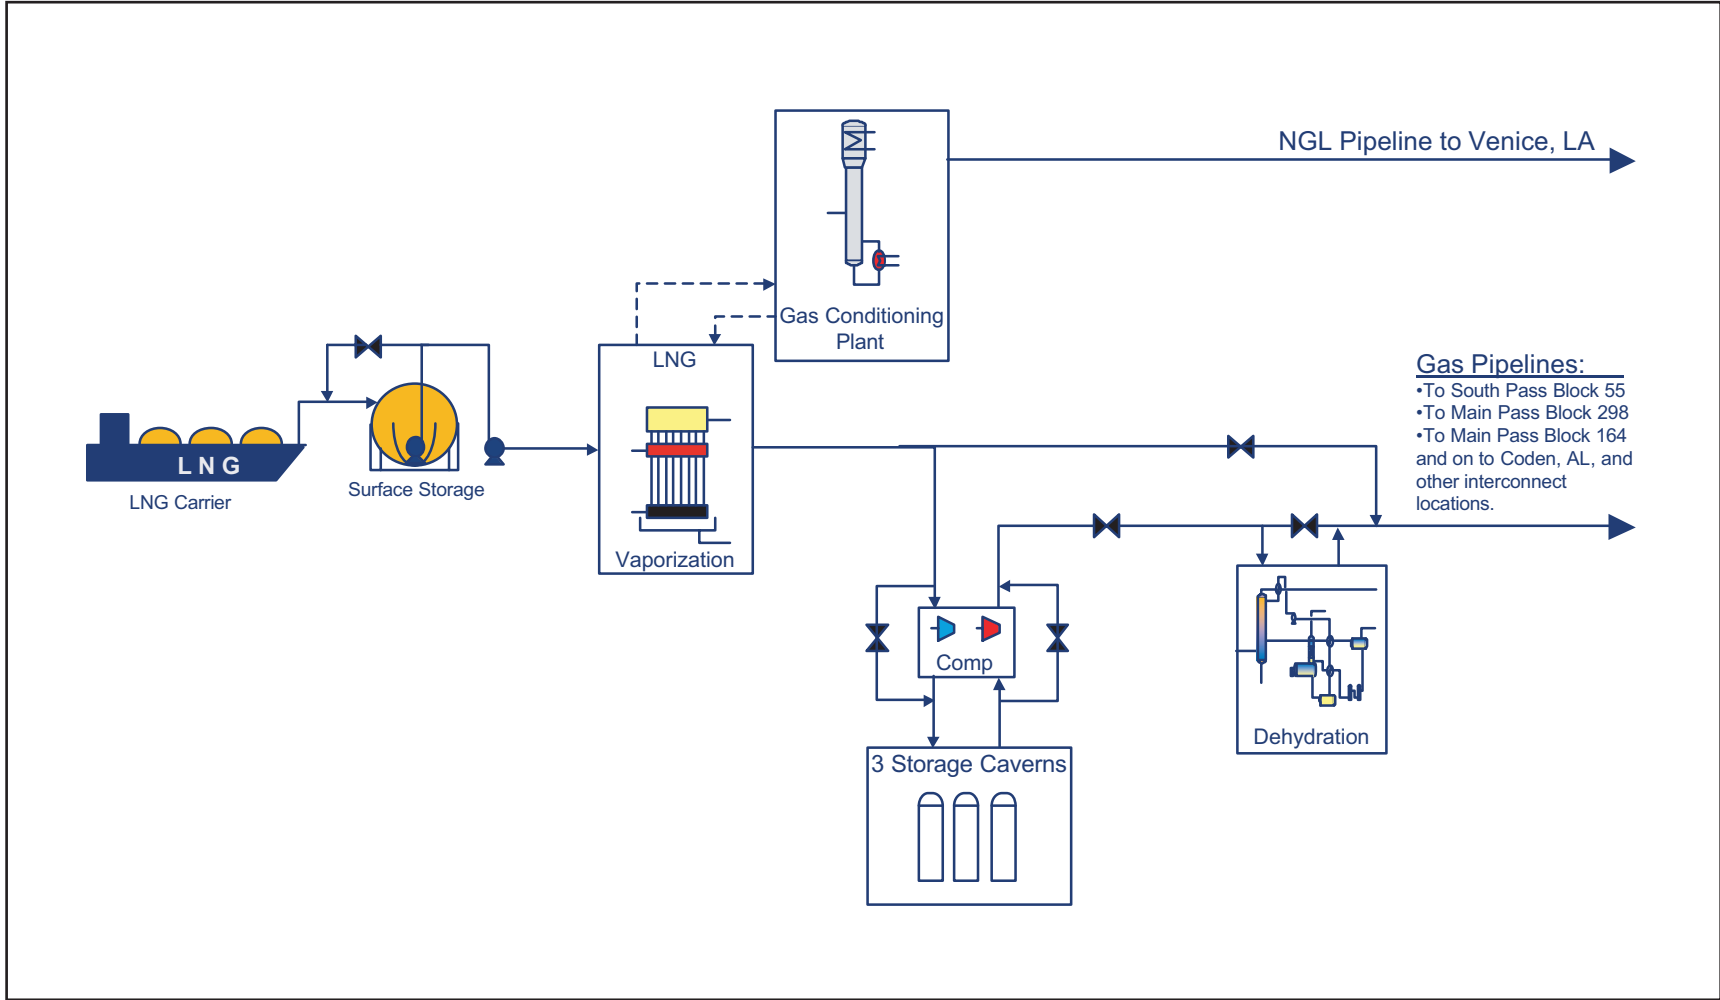 NGL Pipeline to Venice, LA
Gas Conditioning
Plant
LNG
Vaporization
Gas Pipelines:
•To South Pass Block 55
•To Main Pass Block 298
•To Main Pass Block 164
and on to Coden, AL, and
other interconnect
locations.
L N G
LNG Carrier
Surface Storage
Comp
3 Storage Caverns
Dehydration